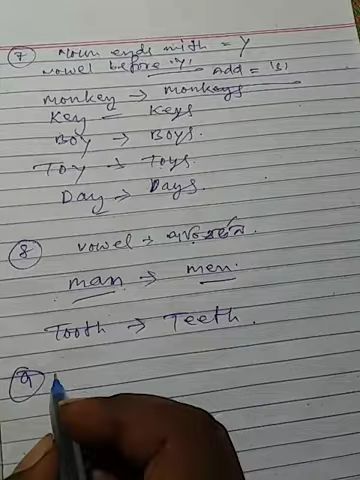 7 Noun ends with = Y
vowel before 'y' Add = 's'
monkey → monkeys
Key — Keys
Boy → Boys.
Toy → Toys
Day → Days.
8 vowel → পরিবর্তন.
man → men.
Tooth → Teeth.
9